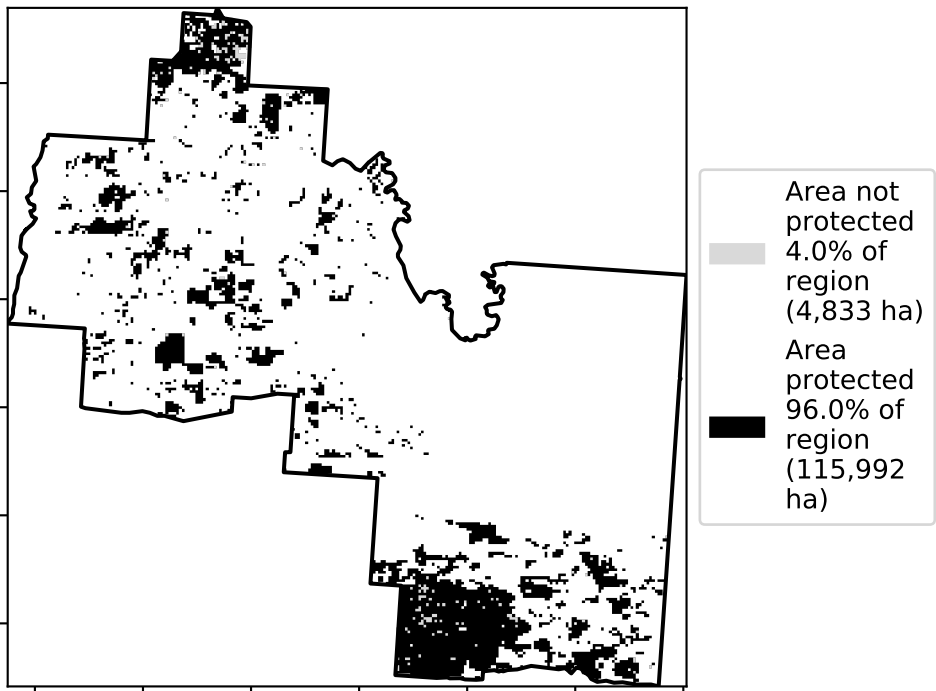 Area not
protected
4.0% of
region
(4,833 ha)
Area
protected
96.0% of
region
(115,992
ha)